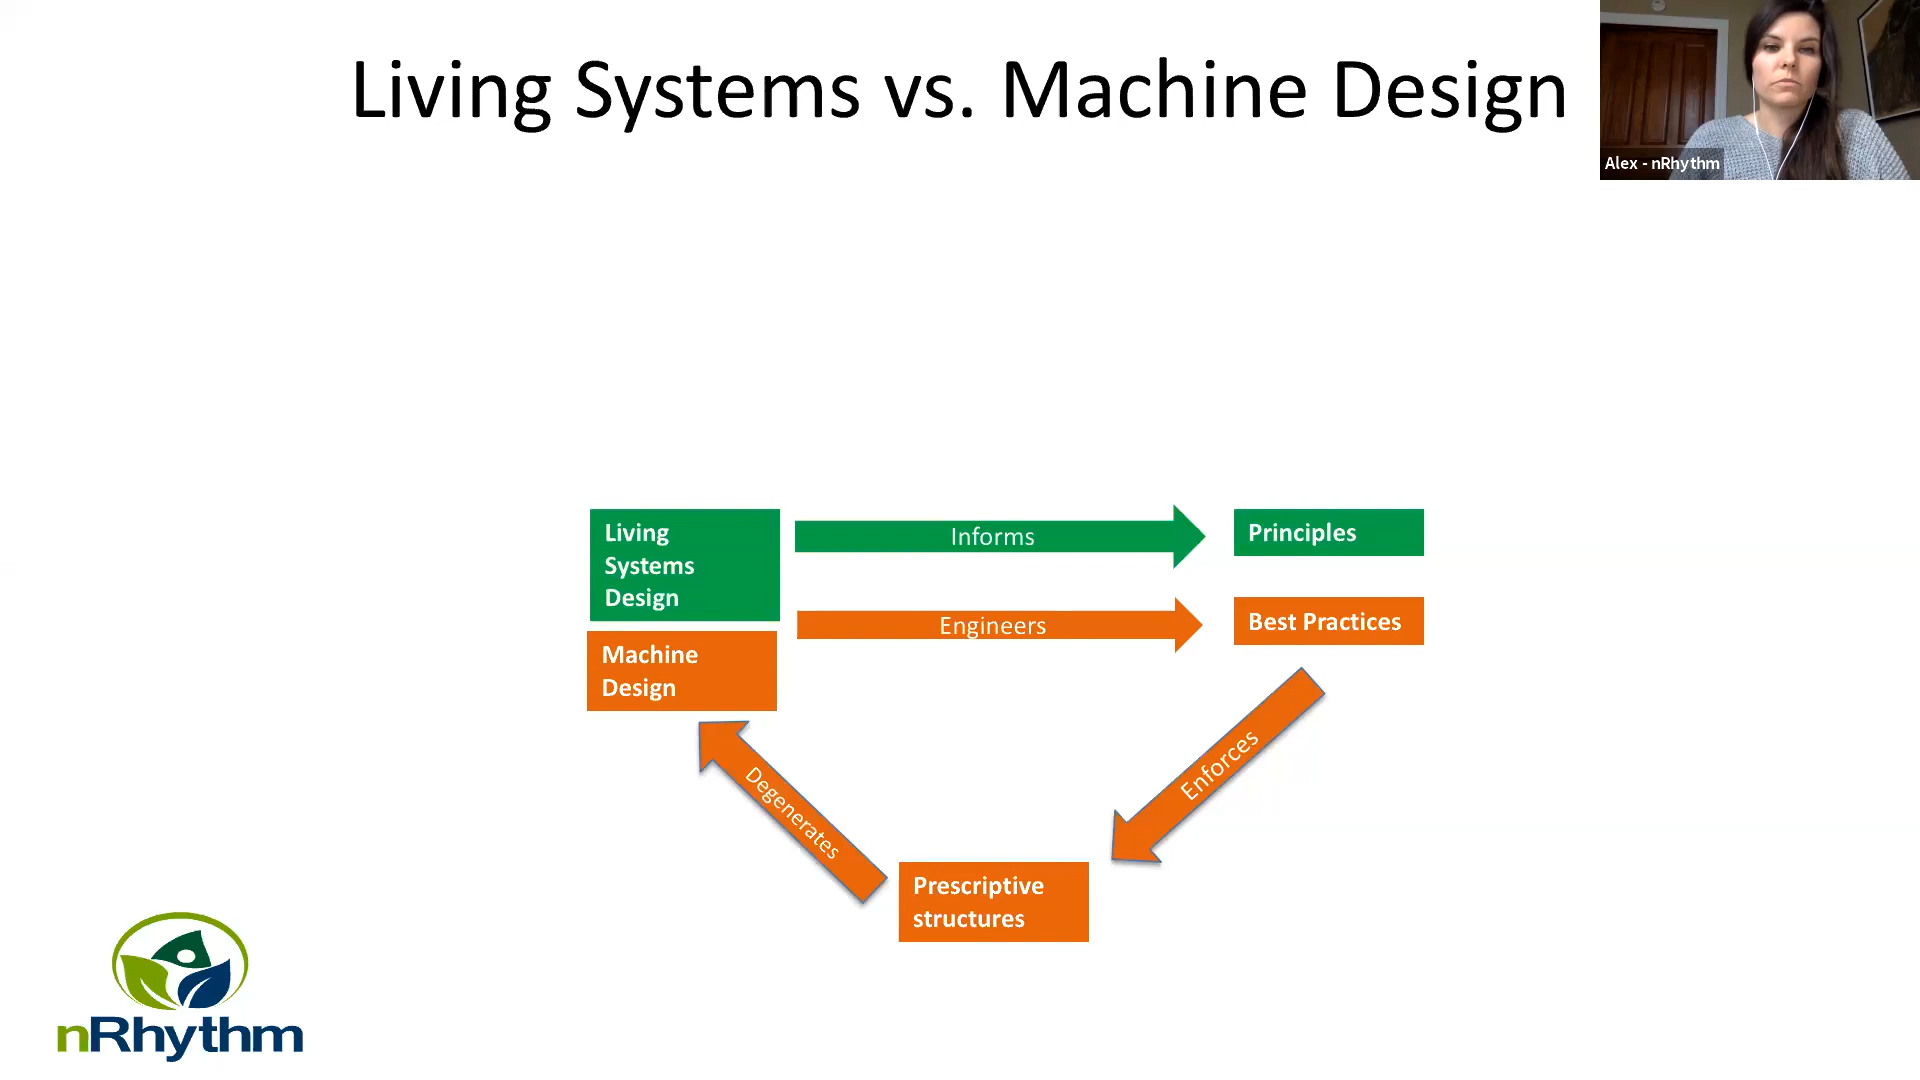 Living Systems vs. Machine Design
Alex - nRhythm
Living
Systems
Design
Informs
Principles
Engineers
Best Practices
Machine
Design
Enforces
Degenerates
Prescriptive
structures
nRhythm